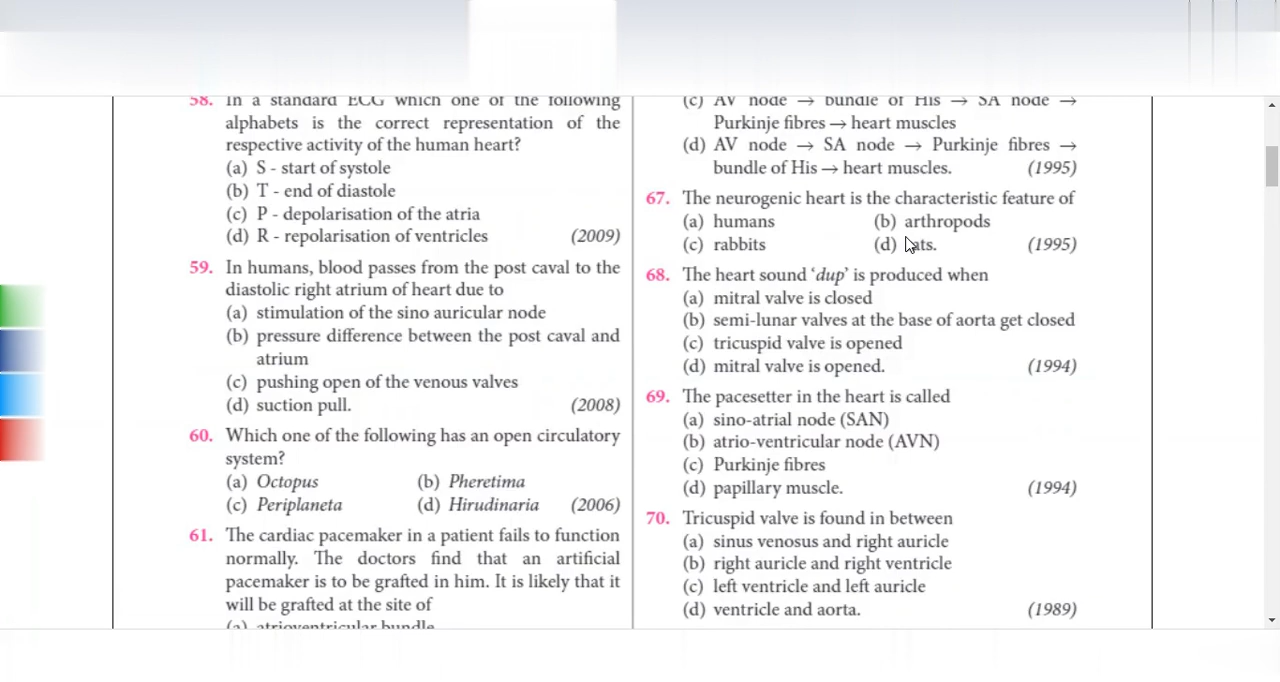 58. In a standard ECG which one of the following
alphabets is the correct representation of the
respective activity of the human heart?
(a) S - start of systole
(b) T - end of diastole
(c) P - depolarisation of the atria
(d) R - repolarisation of ventricles (2009)
59. In humans, blood passes from the post caval to the
diastolic right atrium of heart due to
(a) stimulation of the sino auricular node
(b) pressure difference between the post caval and
atrium
(c) pushing open of the venous valves
(d) suction pull. (2008)
60. Which one of the following has an open circulatory
system?
(a) Octopus (b) Pheretima
(c) Periplaneta (d) Hirudinaria (2006)
61. The cardiac pacemaker in a patient fails to function
normally. The doctors find that an artificial
pacemaker is to be grafted in him. It is likely that it
will be grafted at the site of
(a) atrioventricular bundle
(c) AV node → bundle of His → SA node →
Purkinje fibres → heart muscles
(d) AV node → SA node → Purkinje fibres →
bundle of His → heart muscles. (1995)
67. The neurogenic heart is the characteristic feature of
(a) humans (b) arthropods
(c) rabbits (d) (1995)
68. The heart sound ‘dup’ is produced when
(a) mitral valve is closed
(b) semi-lunar valves at the base of aorta get closed
(c) tricuspid valve is opened
(d) mitral valve is opened. (1994)
69. The pacesetter in the heart is called
(a) sino-atrial node (SAN)
(b) atrio-ventricular node (AVN)
(c) Purkinje fibres
(d) papillary muscle. (1994)
70. Tricuspid valve is found in between
(a) sinus venosus and right auricle
(b) right auricle and right ventricle
(c) left ventricle and left auricle
(d) ventricle and aorta. (1989)